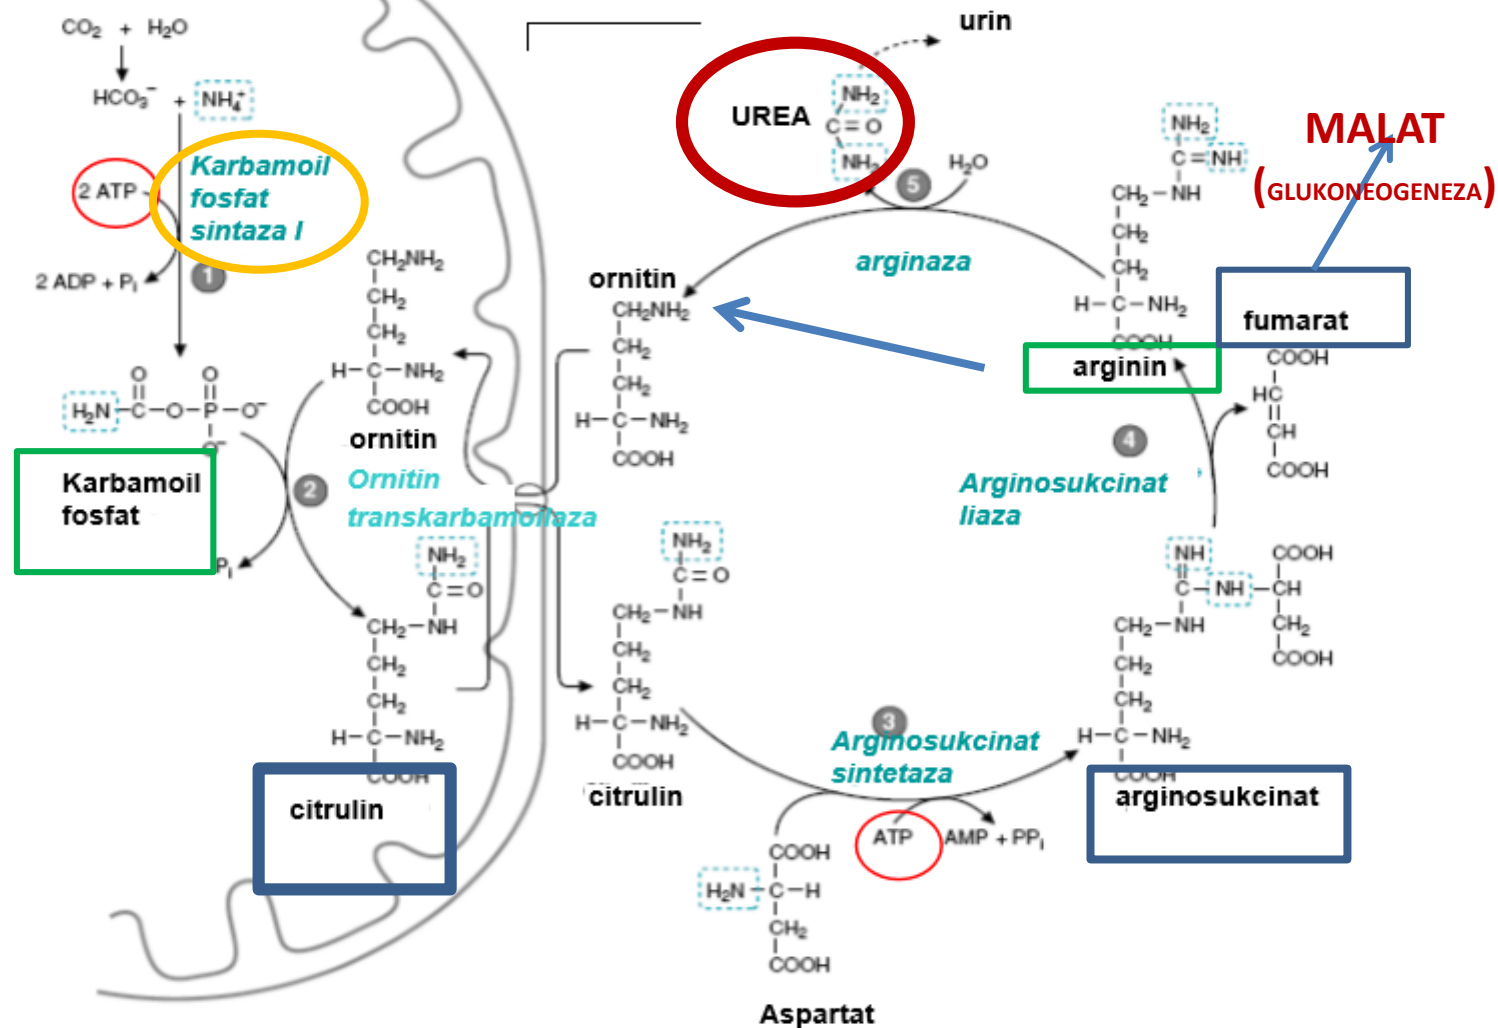 CO₂ + H₂O
HCO₃⁻ + NH₄⁺
2 ATP
Karbamoil
fosfat
sintaza I
1
2 ADP + Pᵢ
O O
H₂N–C–O–P–O⁻
O⁻
Karbamoil
fosfat
Pᵢ
CH₂NH₂
CH₂
CH₂
H–C–NH₂
COOH
ornitin
2
Ornitin
transkarbamoilaza
NH₂
C=O
CH₂–NH
CH₂
CH₂
H–C–NH₂
COOH
citrulin
urin
UREA
NH₂
C=O
NH₂
5
H₂O
arginaza
ornitin
CH₂NH₂
CH₂
CH₂
H–C–NH₂
COOH
NH₂
C=O
CH₂–NH
CH₂
CH₂
H–C–NH₂
COOH
citrulin
3
Arginosukcinat
sintetaza
ATP
AMP + PPᵢ
COOH
H₂N–C–H
CH₂
COOH
Aspartat
NH₂
C=NH
CH₂–NH
CH₂
CH₂
H–C–NH₂
COOH
arginin
MALAT
(GLUKONEOGENEZA)
fumarat
COOH
HC
CH
COOH
4
Arginosukcinat
liaza
NH COOH
C–NH–CH
CH₂–NH CH₂
CH₂ COOH
CH₂
H–C–NH₂
COOH
arginosukcinat